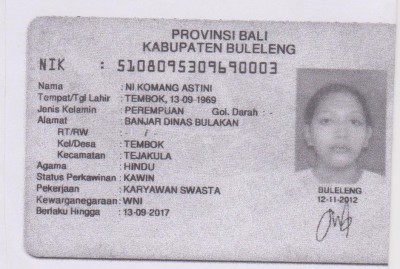 PROVINSI BALI
KABUPATEN BULELENG
NIK : 5108095309690003
Nama : NI KOMANG ASTINI
Tempat/Tgl Lahir : TEMBOK, 13-09-1969
Jenis Kelamin : PEREMPUAN Gol. Darah : -
Alamat : BANJAR DINAS BULAKAN
RT/RW : - / -
Kel/Desa : TEMBOK
Kecamatan : TEJAKULA
Agama : HINDU
Status Perkawinan : KAWIN
Pekerjaan : KARYAWAN SWASTA
Kewarganegaraan : WNI
Berlaku Hingga : 13-09-2017
BULELENG
12-11-2012